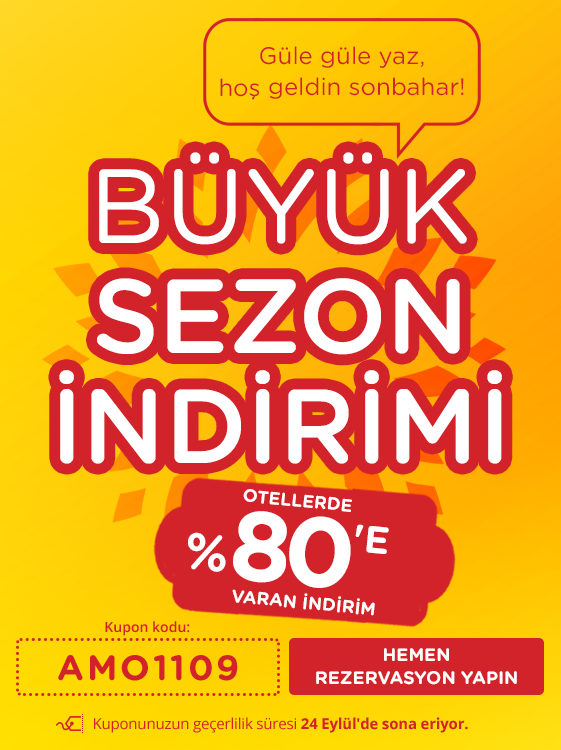 Güle güle yaz,
hoş geldin sonbahar!
BÜYÜK
SEZON
İNDİRİMİ
OTELLERDE
%80'E
VARAN İNDİRİM
Kupon kodu:
AMO1109
HEMEN
REZERVASYON YAPIN
Kuponunuzun geçerlilik süresi 24 Eylül'de sona eriyor.